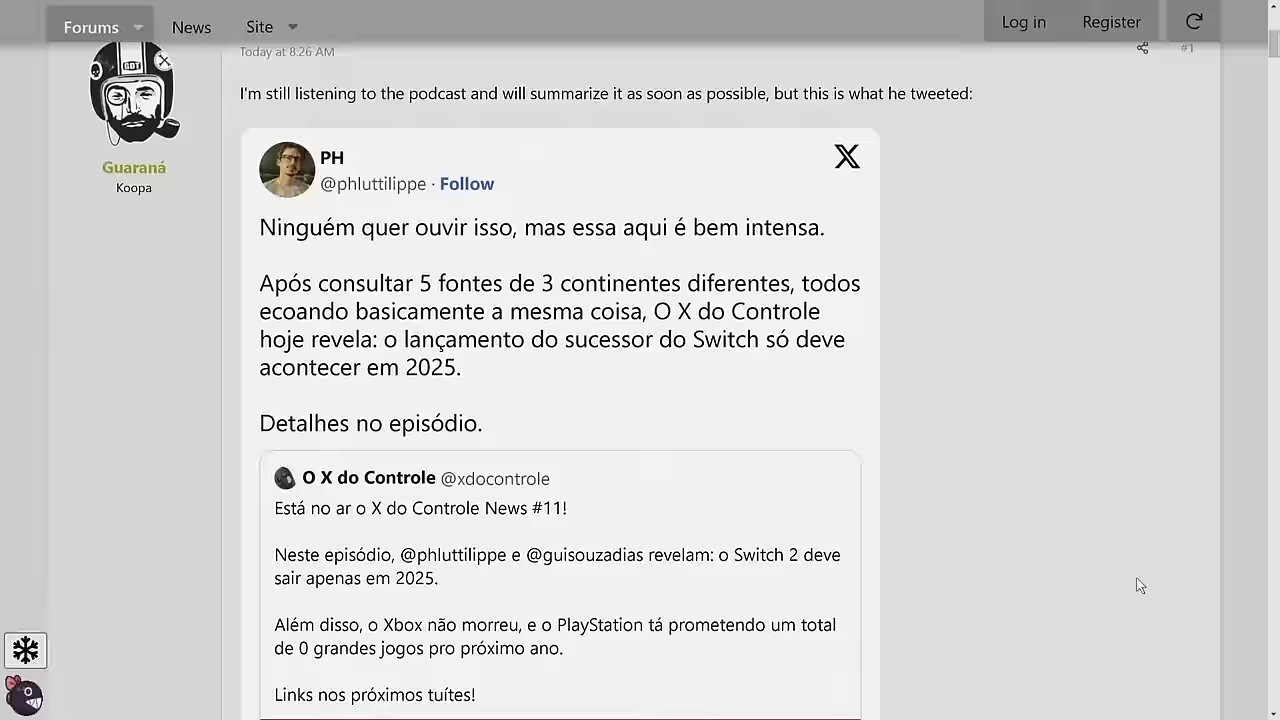 Forums News Site Log in Register
Today at 8.26 AM #1
I'm still listening to the podcast and will summarize it as soon as possible, but this is what he tweeted:
Guaraná
Koopa
PH
@phluttilippe · Follow
Ninguém quer ouvir isso, mas essa aqui é bem intensa.
Após consultar 5 fontes de 3 continentes diferentes, todos
ecoando basicamente a mesma coisa, O X do Controle
hoje revela: o lançamento do sucessor do Switch só deve
acontecer em 2025.
Detalhes no episódio.
O X do Controle @xdocontrole
Está no ar o X do Controle News #11!
Neste episódio, @phluttilippe e @guisouzadias revelam: o Switch 2 deve
sair apenas em 2025.
Além disso, o Xbox não morreu, e o PlayStation tá prometendo um total
de 0 grandes jogos pro próximo ano.
Links nos próximos tuítes!